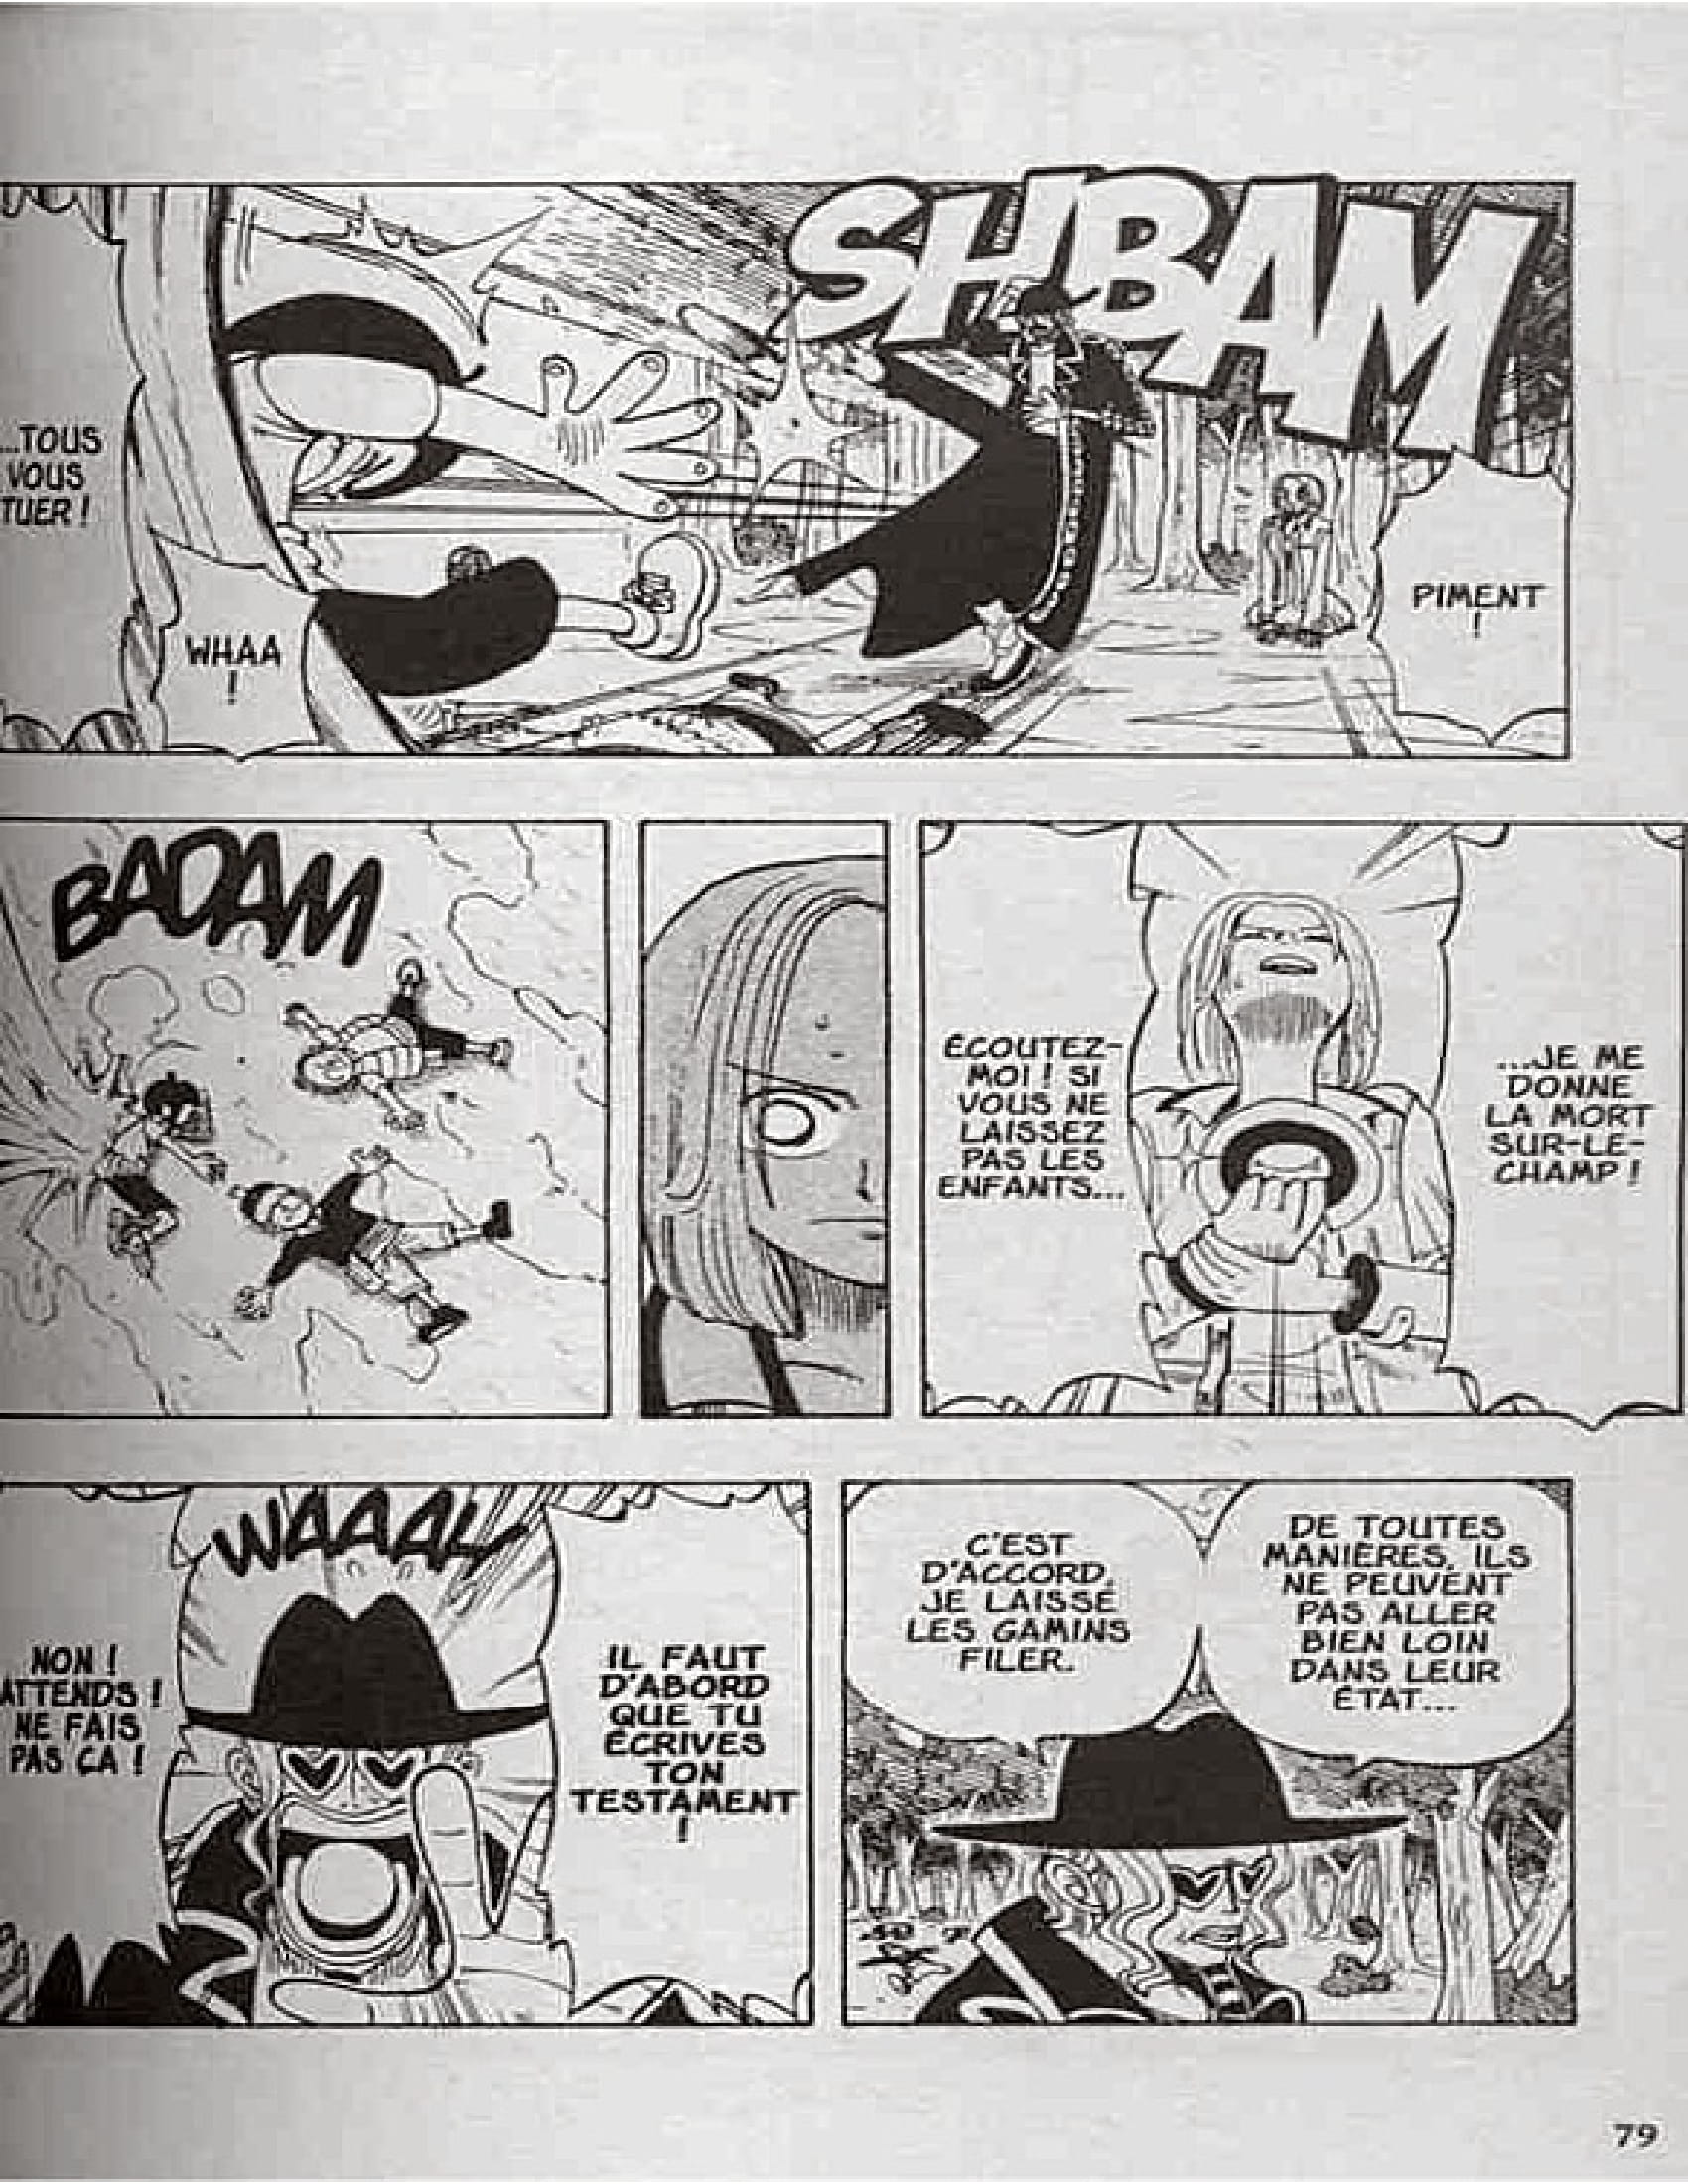 SHBAM
...TOUS
VOUS
TUER !
WHAA
!
PIMENT
!
BADAM
ÉCOUTEZ-
MOI ! SI
VOUS NE
LAISSEZ
PAS LES
ENFANTS...
...JE ME
DONNE
LA MORT
SUR-LE-
CHAMP !
WAAAL
NON !
ATTENDS !
NE FAIS
PAS ÇA !
IL FAUT
D'ABORD
QUE TU
ÉCRIVES
TON
TESTAMENT
!
C'EST
D'ACCORD,
JE LAISSE
LES GAMINS
FILER.
DE TOUTES
MANIÈRES, ILS
NE PEUVENT
PAS ALLER
BIEN LOIN
DANS LEUR
ÉTAT...
79